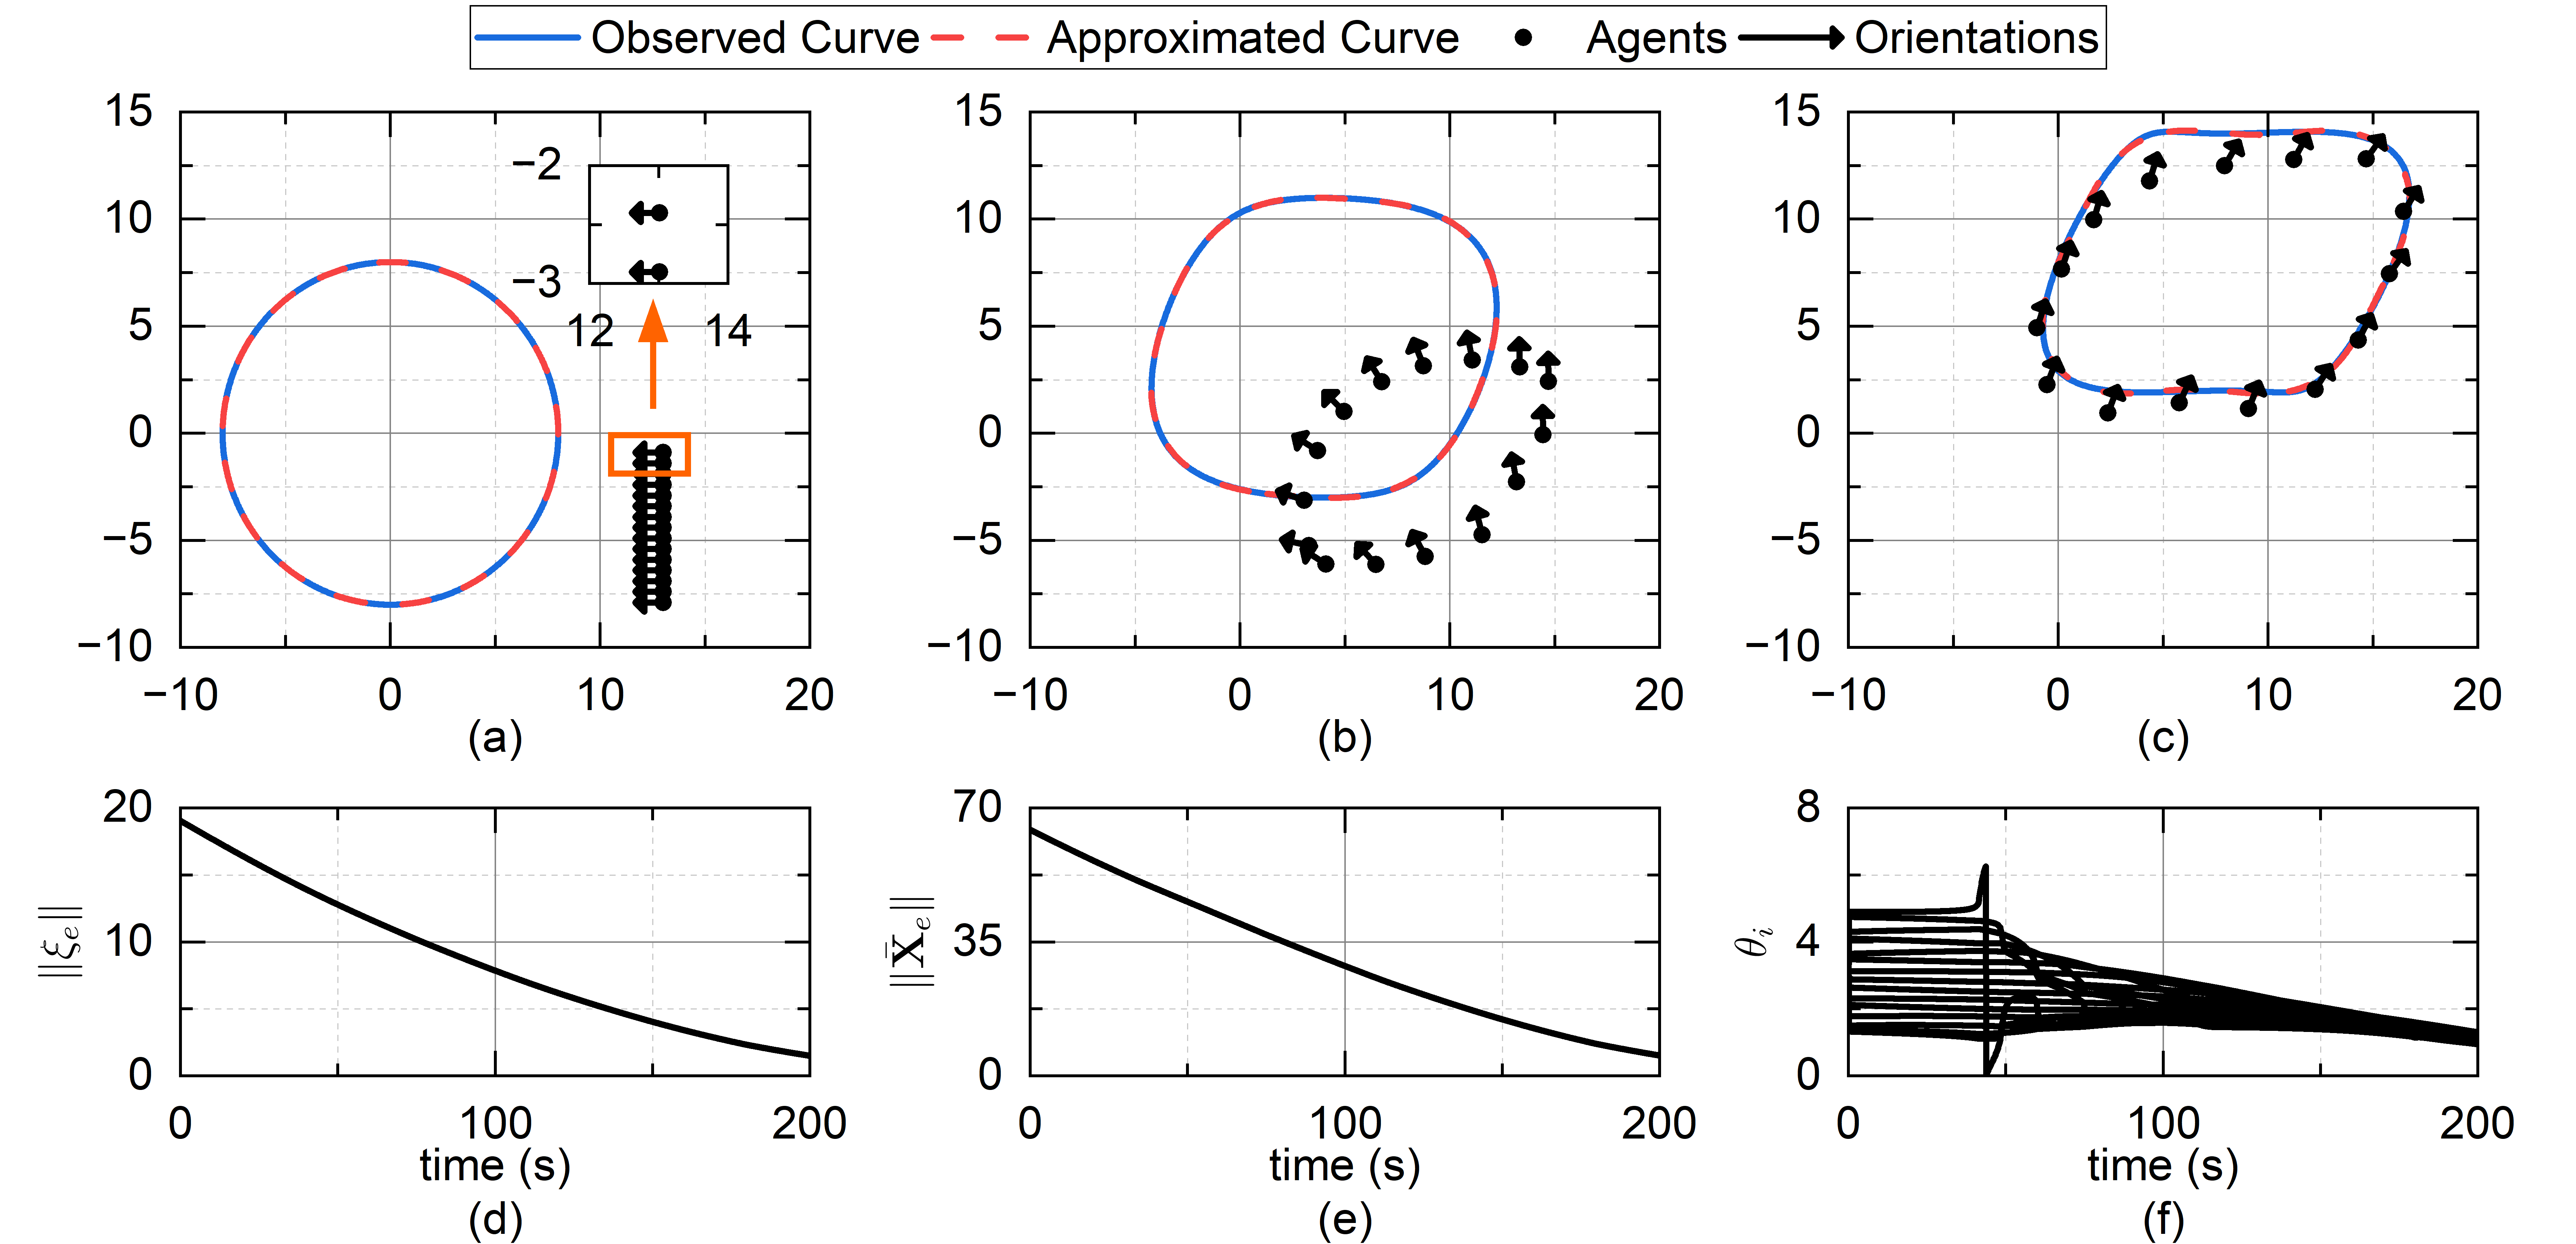 Observed Curve Approximated Curve Agents Orientations
15 15 15
−2
10 10 10
−3
5 12 14 5 5
0 0 0
−5 −5 −5
−10 −10 −10
−10 0 10 20 −10 0 10 20 −10 0 10 20
(a) (b) (c)
20 70 8
||ξe|| 10 ||X̄e|| 35 θi 4
0 0 0
0 100 200 0 100 200 0 100 200
time (s) time (s) time (s)
(d) (e) (f)